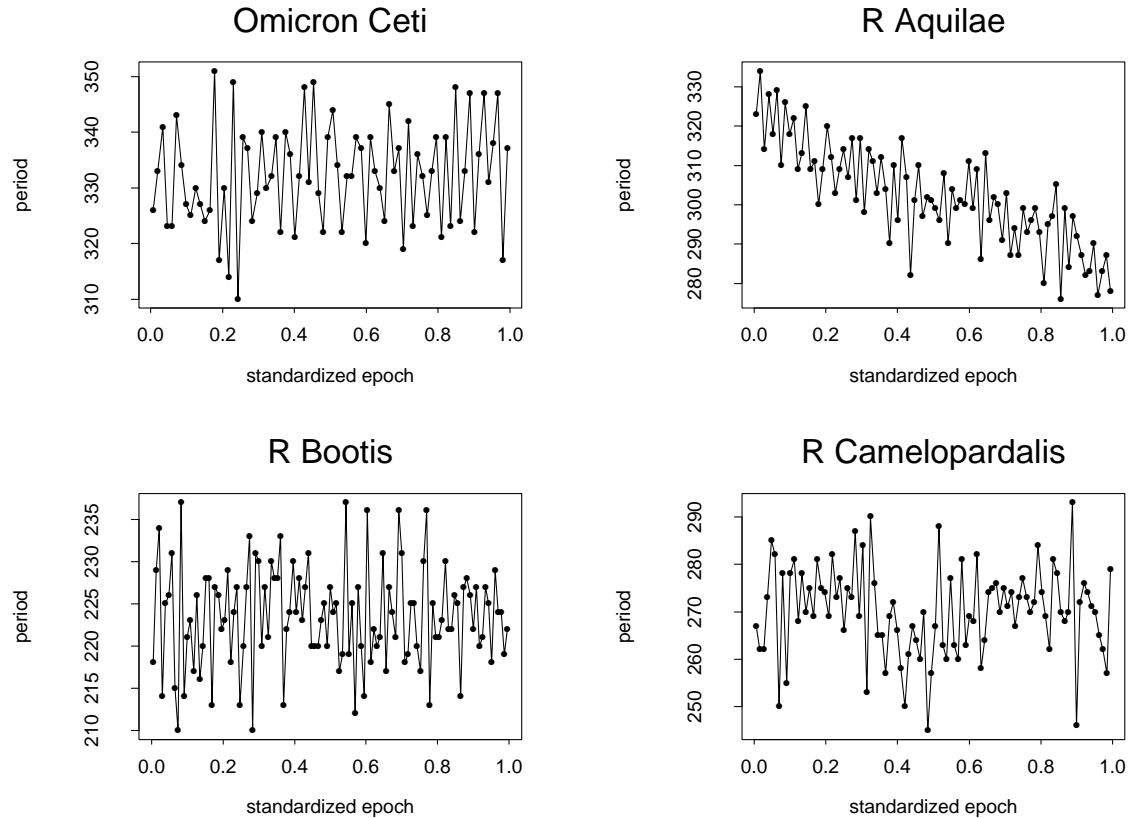 Omicron Ceti
period
350
340
330
320
310
0.0 0.2 0.4 0.6 0.8 1.0
standardized epoch
R Aquilae
period
330
320
310
300
290
280
0.0 0.2 0.4 0.6 0.8 1.0
standardized epoch
R Bootis
period
235
230
225
220
215
210
0.0 0.2 0.4 0.6 0.8 1.0
standardized epoch
R Camelopardalis
period
290
280
270
260
250
0.0 0.2 0.4 0.6 0.8 1.0
standardized epoch